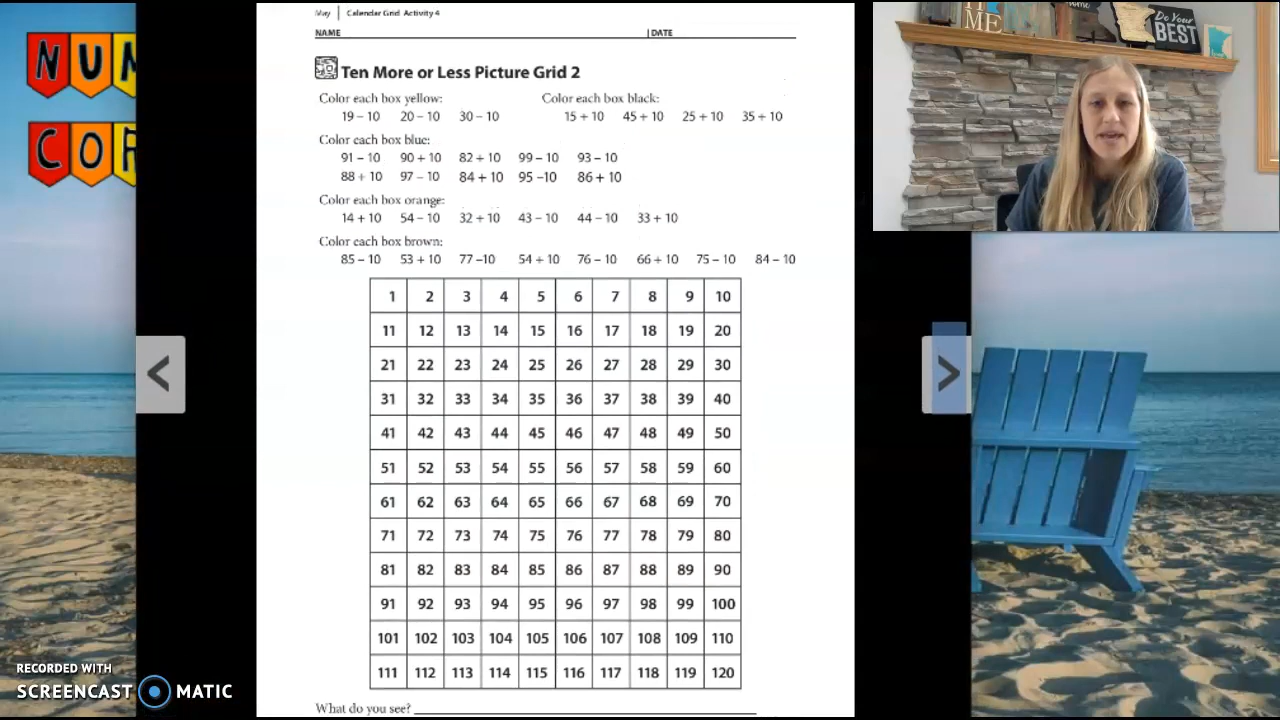 May | Calendar Grid Activity 4
NAME | DATE
Ten More or Less Picture Grid 2
Color each box yellow:
19 – 10 20 – 10 30 – 10
Color each box black:
15 + 10 45 + 10 25 + 10 35 + 10
Color each box blue:
91 – 10 90 + 10 82 + 10 99 – 10 93 – 10
88 + 10 97 – 10 84 + 10 95 –10 86 + 10
Color each box orange:
14 + 10 54 – 10 32 + 10 43 – 10 44 – 10 33 + 10
Color each box brown:
85 – 10 53 + 10 77 –10 54 + 10 76 – 10 66 + 10 75 – 10 84 – 10
1 2 3 4 5 6 7 8 9 10
11 12 13 14 15 16 17 18 19 20
21 22 23 24 25 26 27 28 29 30
31 32 33 34 35 36 37 38 39 40
41 42 43 44 45 46 47 48 49 50
51 52 53 54 55 56 57 58 59 60
61 62 63 64 65 66 67 68 69 70
71 72 73 74 75 76 77 78 79 80
81 82 83 84 85 86 87 88 89 90
91 92 93 94 95 96 97 98 99 100
101 102 103 104 105 106 107 108 109 110
111 112 113 114 115 116 117 118 119 120
What do you see?
NUM
COR
HOME
home
Do Your
BEST
< >
RECORDED WITH
SCREENCAST MATIC